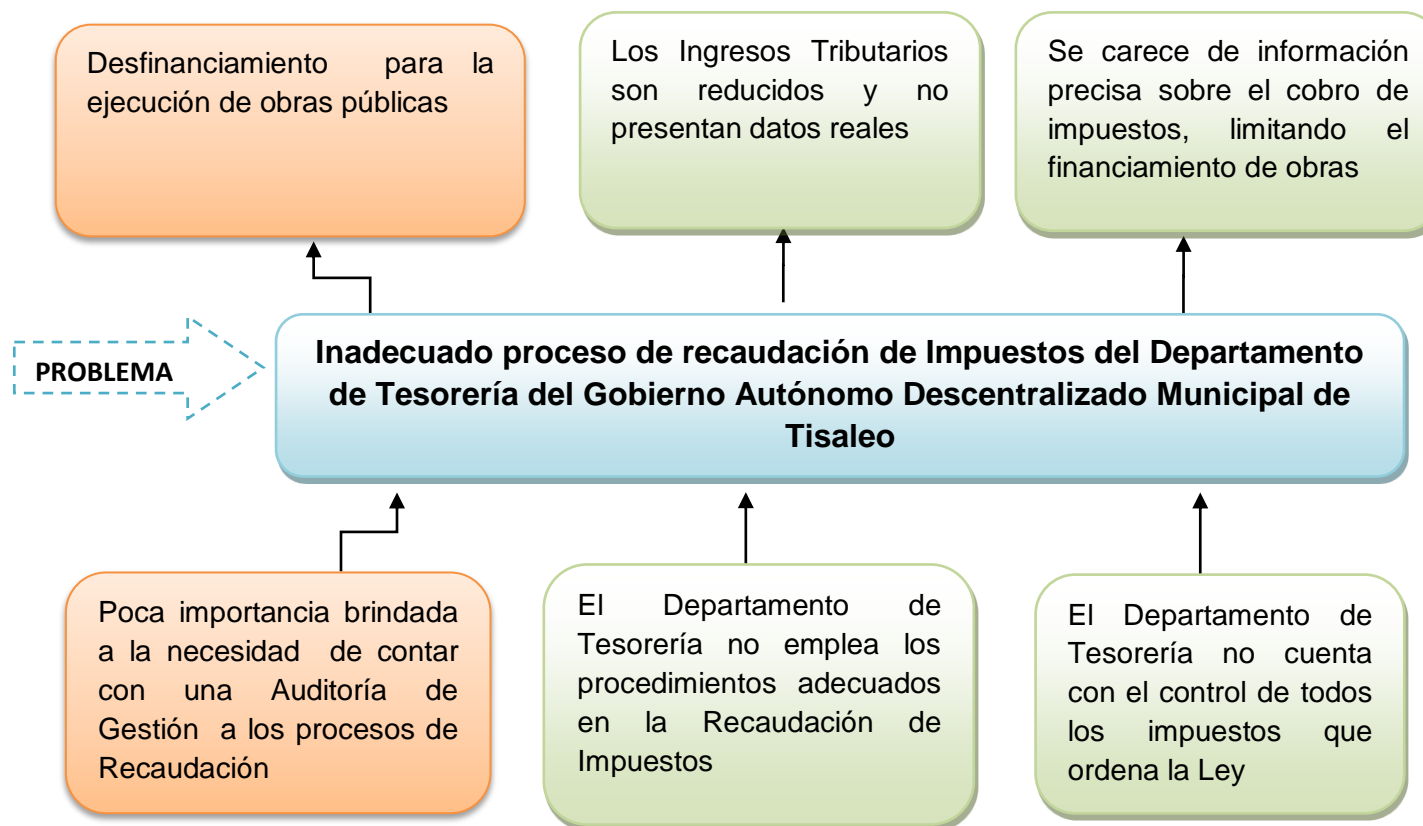 Desfinanciamiento para la
ejecución de obras públicas
Los Ingresos Tributarios
son reducidos y no
presentan datos reales
Se carece de información
precisa sobre el cobro de
impuestos, limitando el
financiamiento de obras
PROBLEMA
Inadecuado proceso de recaudación de Impuestos del Departamento
de Tesorería del Gobierno Autónomo Descentralizado Municipal de
Tisaleo
Poca importancia brindada
a la necesidad de contar
con una Auditoría de
Gestión a los procesos de
Recaudación
El Departamento de
Tesorería no emplea los
procedimientos adecuados
en la Recaudación de
Impuestos
El Departamento de
Tesorería no cuenta
con el control de todos
los impuestos que
ordena la Ley